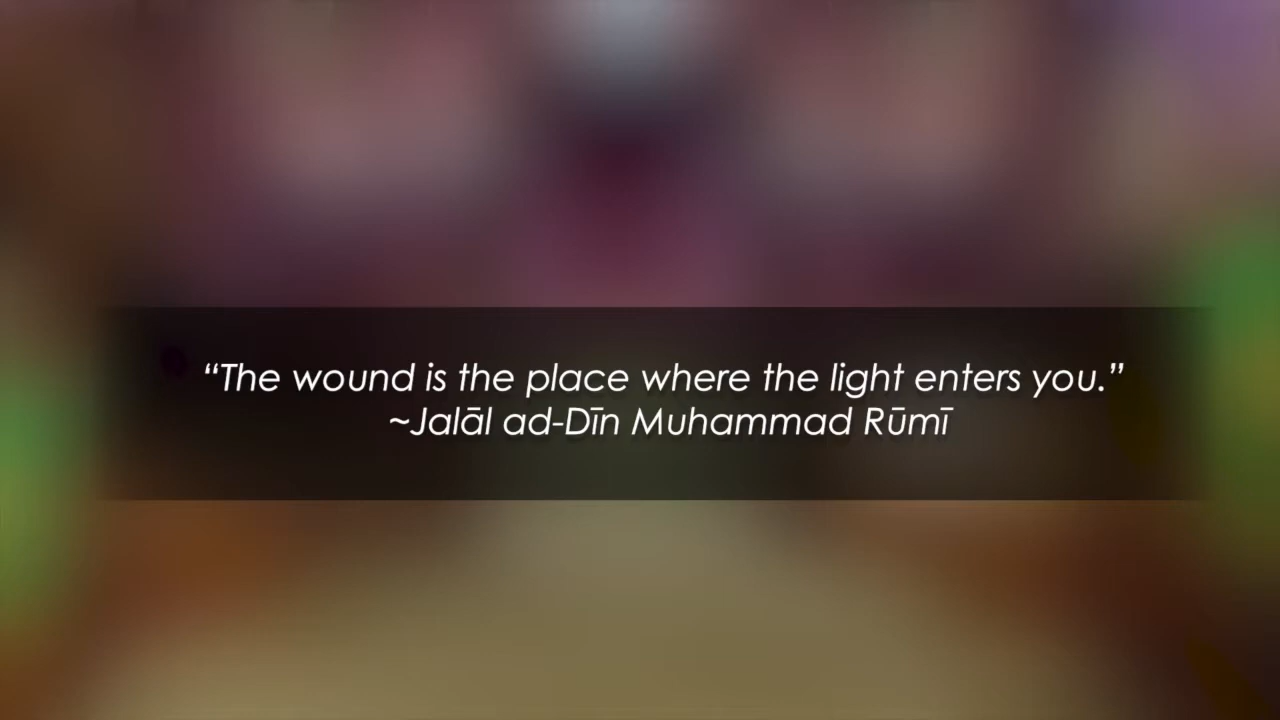 “The wound is the place where the light enters you.”
~Jalāl ad-Dīn Muhammad Rūmī